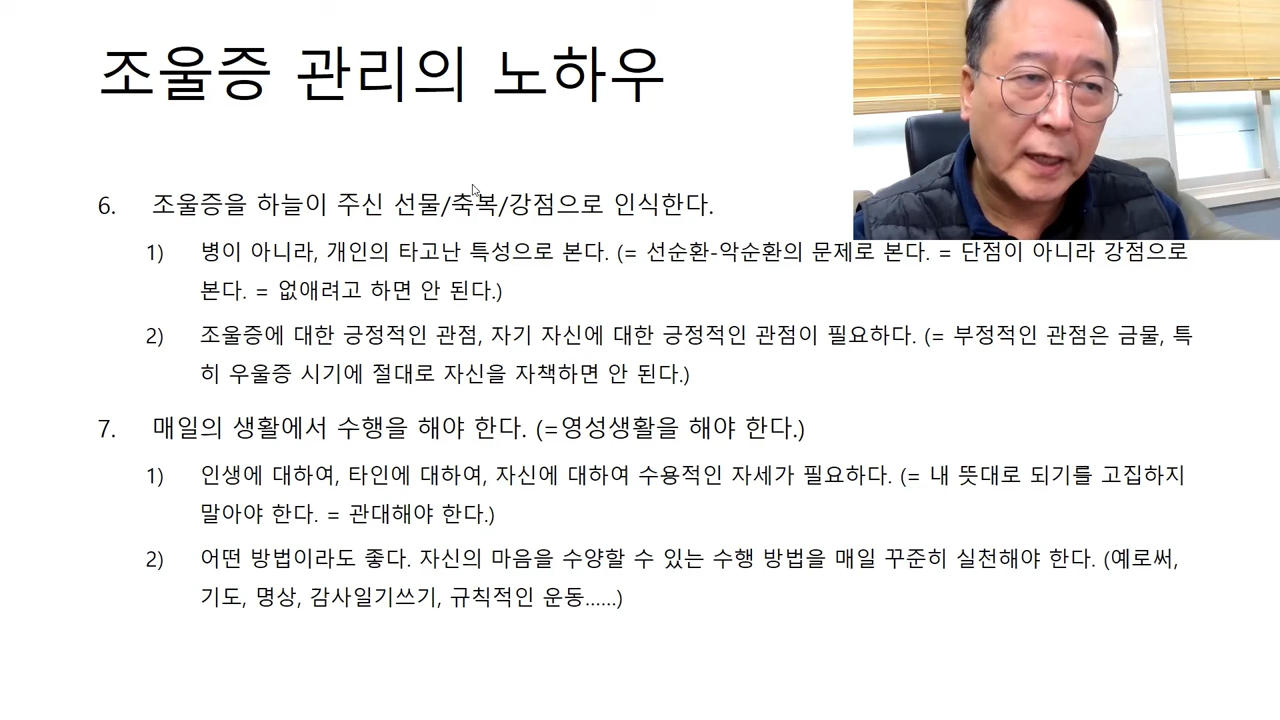 조울증 관리의 노하우
6. 조울증을 하늘이 주신 선물/축복/강점으로 인식한다.
1) 병이 아니라, 개인의 타고난 특성으로 본다. (= 선순환-악순환의 문제로 본다. = 단점이 아니라 강점으로
본다. = 없애려고 하면 안 된다.)
2) 조울증에 대한 긍정적인 관점, 자기 자신에 대한 긍정적인 관점이 필요하다. (= 부정적인 관점은 금물, 특
히 우울증 시기에 절대로 자신을 자책하면 안 된다.)
7. 매일의 생활에서 수행을 해야 한다. (=영성생활을 해야 한다.)
1) 인생에 대하여, 타인에 대하여, 자신에 대하여 수용적인 자세가 필요하다. (= 내 뜻대로 되기를 고집하지
말아야 한다. = 관대해야 한다.)
2) 어떤 방법이라도 좋다. 자신의 마음을 수양할 수 있는 수행 방법을 매일 꾸준히 실천해야 한다. (예로써,
기도, 명상, 감사일기쓰기, 규칙적인 운동……)